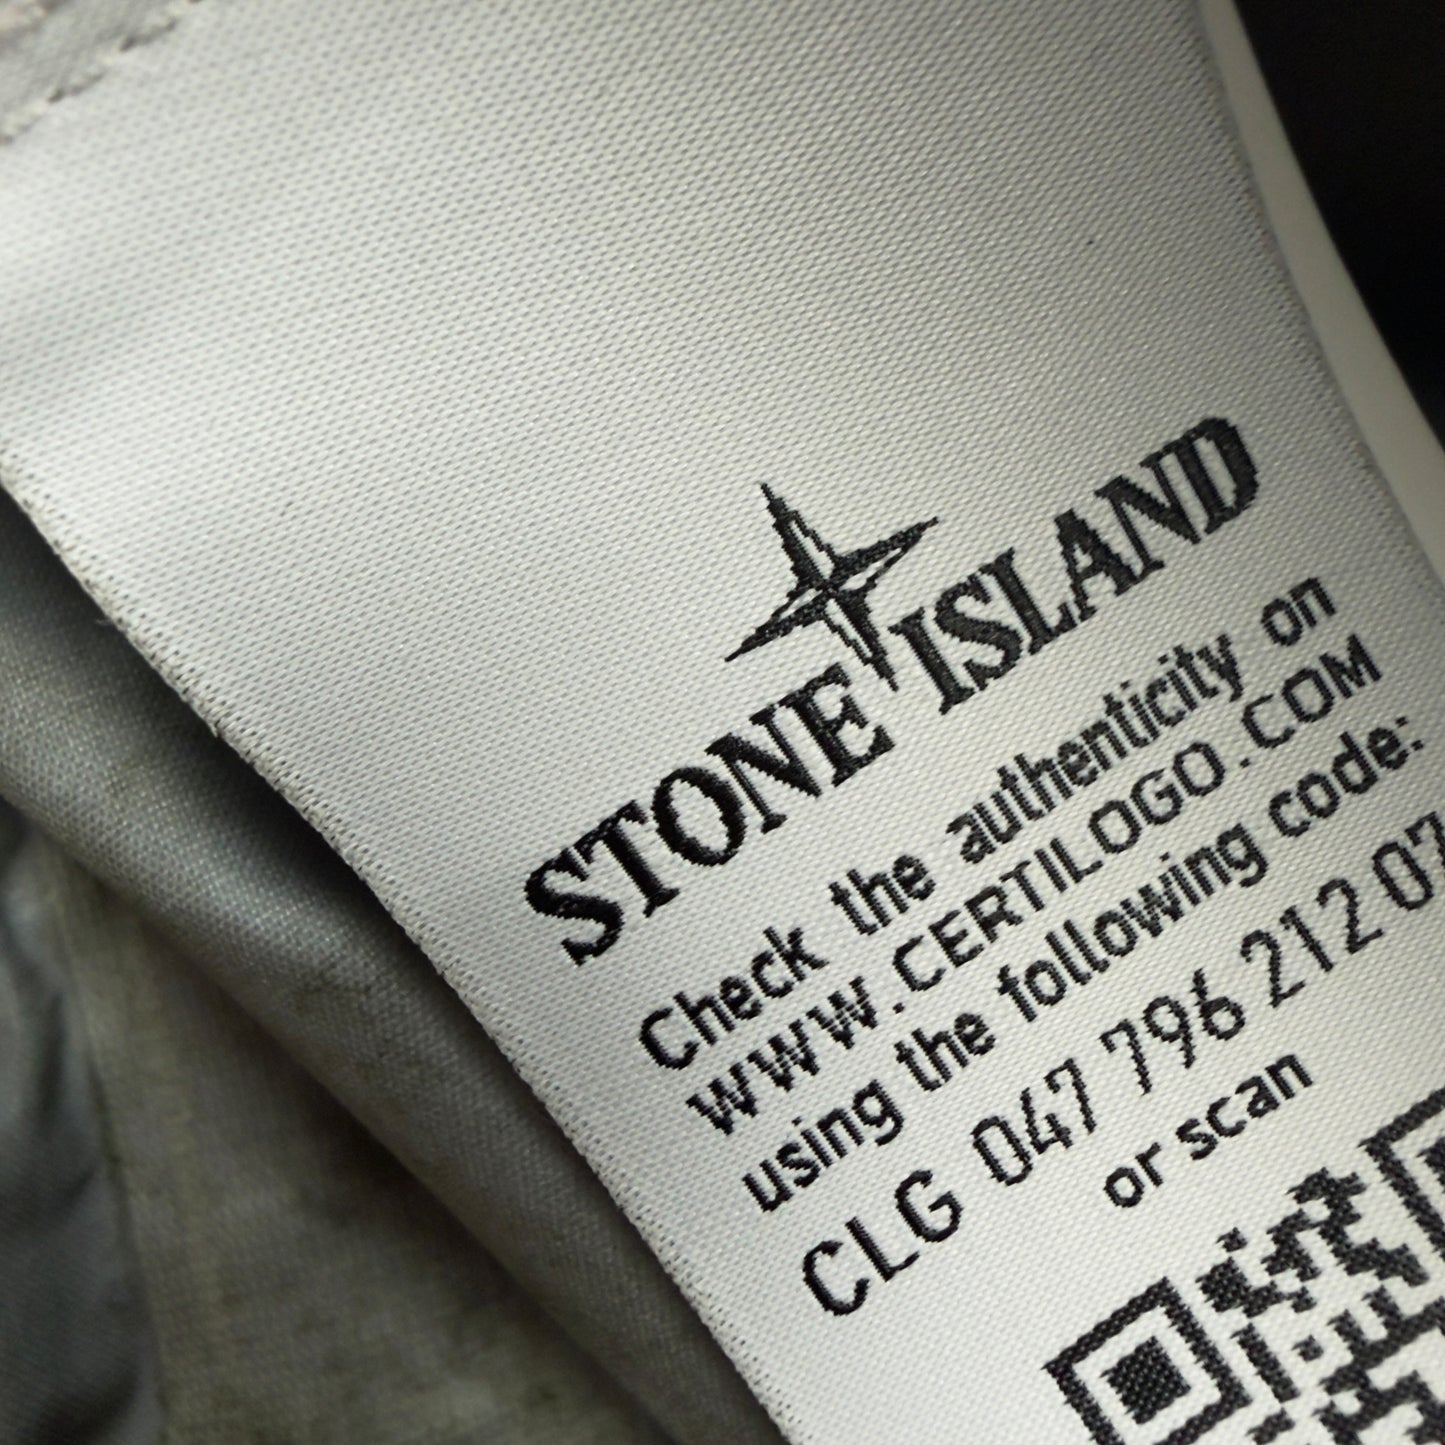 STONE ISLAND
Check the authenticity on
WWW.CERTILOGO.COM
using the following code:
CLG 047 796 212 07
or scan